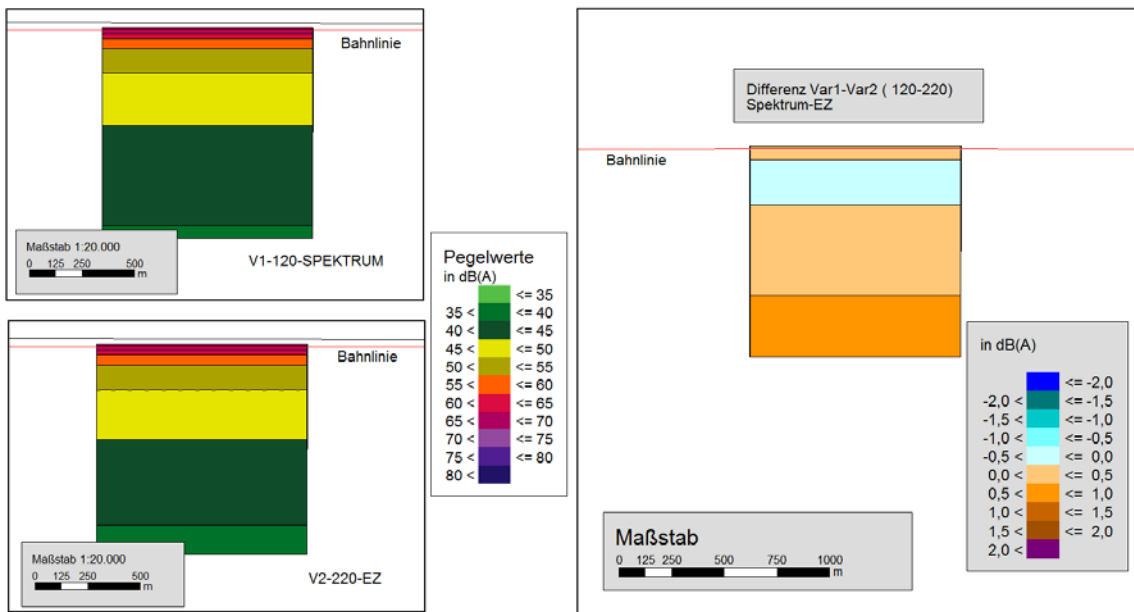 Bahnlinie
Maßstab 1:20.000
0 125 250 500
m
V1-120-SPEKTRUM
Bahnlinie
Maßstab 1:20.000
0 125 250 500
m
V2-220-EZ
Pegelwerte
in dB(A)
<= 35
35 < <= 40
40 < <= 45
45 < <= 50
50 < <= 55
55 < <= 60
60 < <= 65
65 < <= 70
70 < <= 75
75 < <= 80
80 <
Differenz Var1-Var2 ( 120-220)
Spektrum-EZ
Bahnlinie
in dB(A)
<= -2,0
-2,0 < <= -1,5
-1,5 < <= -1,0
-1,0 < <= -0,5
-0,5 < <= 0,0
0,0 < <= 0,5
0,5 < <= 1,0
1,0 < <= 1,5
1,5 < <= 2,0
2,0 <
Maßstab
0 125 250 500 750 1000
m